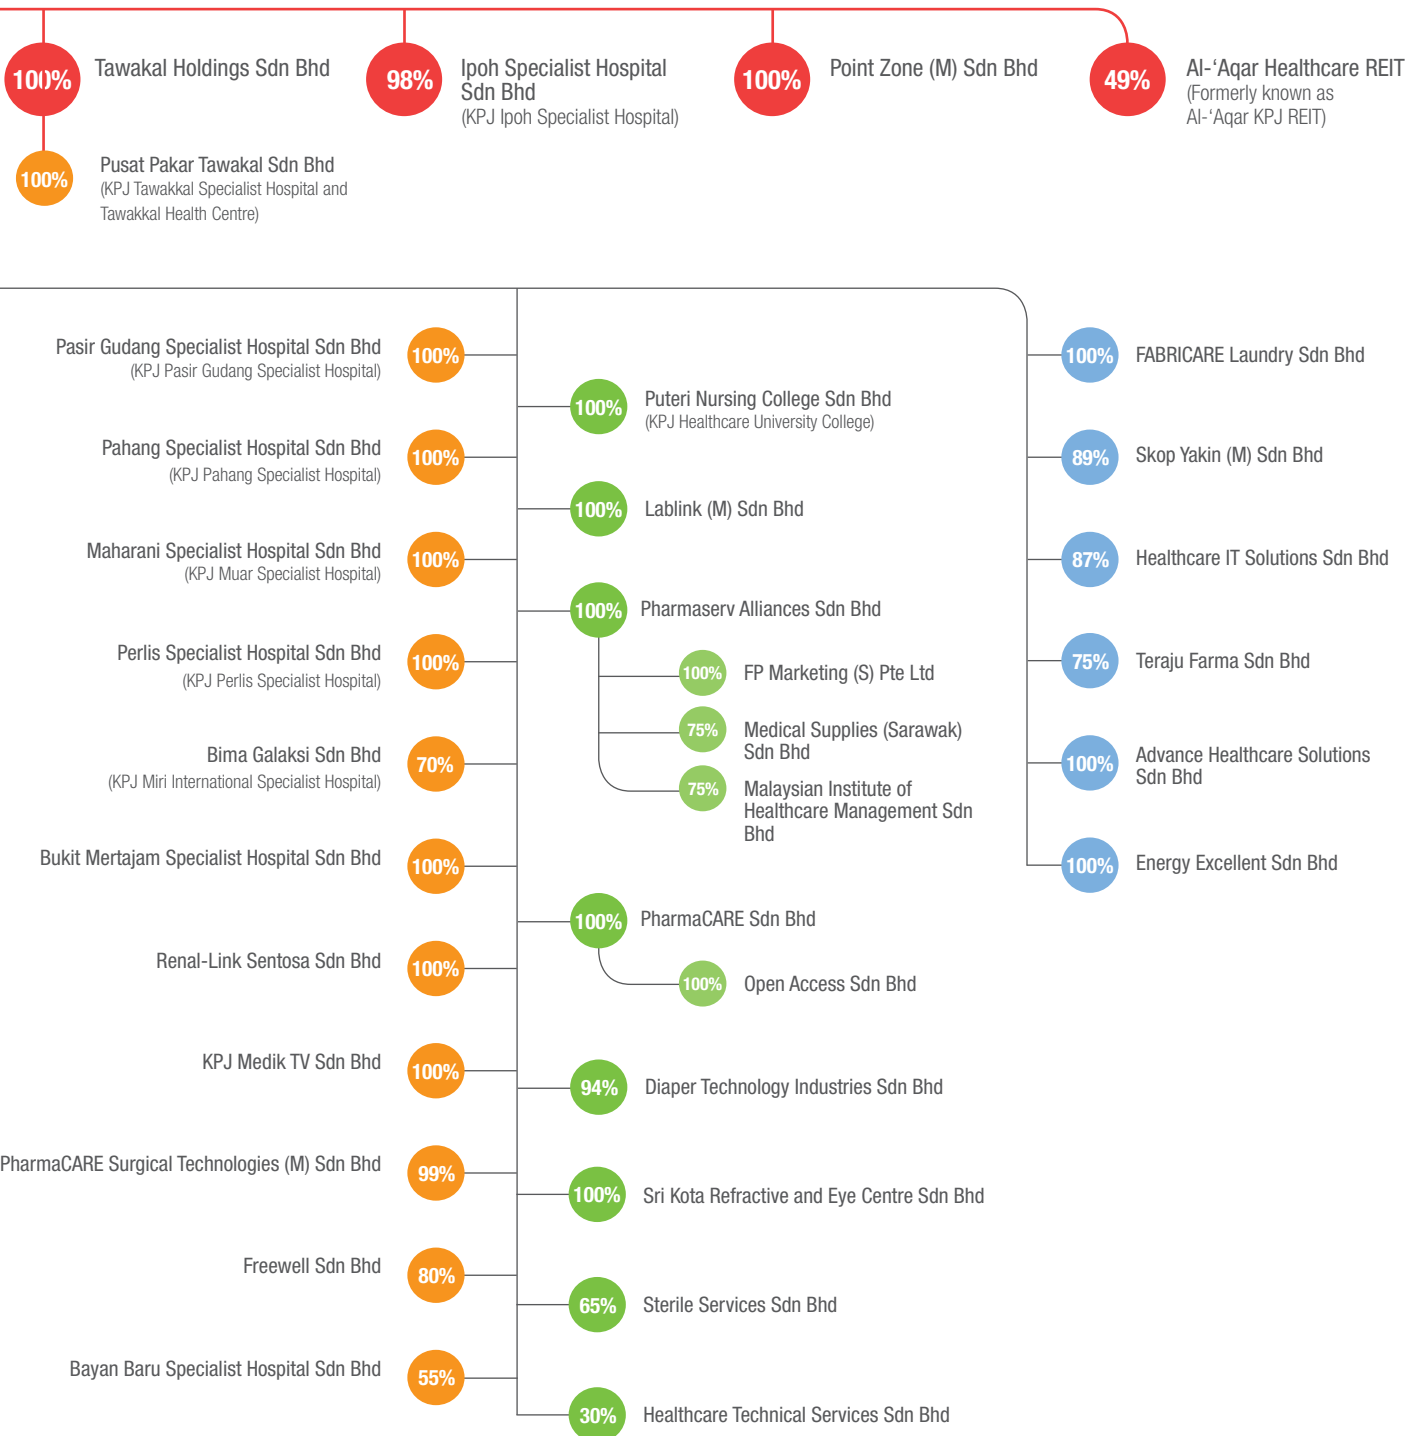 100%
Tawakal Holdings Sdn Bhd
98%
Ipoh Specialist Hospital
Sdn Bhd
(KPJ Ipoh Specialist Hospital)
100%
Point Zone (M) Sdn Bhd
49%
Al-‘Aqar Healthcare REIT
(Formerly known as
Al-‘Aqar KPJ REIT)
100%
Pusat Pakar Tawakal Sdn Bhd
(KPJ Tawakkal Specialist Hospital and
Tawakkal Health Centre)
Pasir Gudang Specialist Hospital Sdn Bhd
(KPJ Pasir Gudang Specialist Hospital)
100%
Pahang Specialist Hospital Sdn Bhd
(KPJ Pahang Specialist Hospital)
100%
Maharani Specialist Hospital Sdn Bhd
(KPJ Muar Specialist Hospital)
100%
Perlis Specialist Hospital Sdn Bhd
(KPJ Perlis Specialist Hospital)
100%
Bima Galaksi Sdn Bhd
(KPJ Miri International Specialist Hospital)
70%
Bukit Mertajam Specialist Hospital Sdn Bhd
100%
Renal-Link Sentosa Sdn Bhd
100%
KPJ Medik TV Sdn Bhd
100%
PharmaCARE Surgical Technologies (M) Sdn Bhd
99%
Freewell Sdn Bhd
80%
Bayan Baru Specialist Hospital Sdn Bhd
55%
100%
Puteri Nursing College Sdn Bhd
(KPJ Healthcare University College)
100%
Lablink (M) Sdn Bhd
100%
Pharmaserv Alliances Sdn Bhd
100%
FP Marketing (S) Pte Ltd
75%
Medical Supplies (Sarawak)
Sdn Bhd
75%
Malaysian Institute of
Healthcare Management Sdn
Bhd
100%
PharmaCARE Sdn Bhd
100%
Open Access Sdn Bhd
94%
Diaper Technology Industries Sdn Bhd
100%
Sri Kota Refractive and Eye Centre Sdn Bhd
65%
Sterile Services Sdn Bhd
30%
Healthcare Technical Services Sdn Bhd
100%
FABRICARE Laundry Sdn Bhd
89%
Skop Yakin (M) Sdn Bhd
87%
Healthcare IT Solutions Sdn Bhd
75%
Teraju Farma Sdn Bhd
100%
Advance Healthcare Solutions
Sdn Bhd
100%
Energy Excellent Sdn Bhd